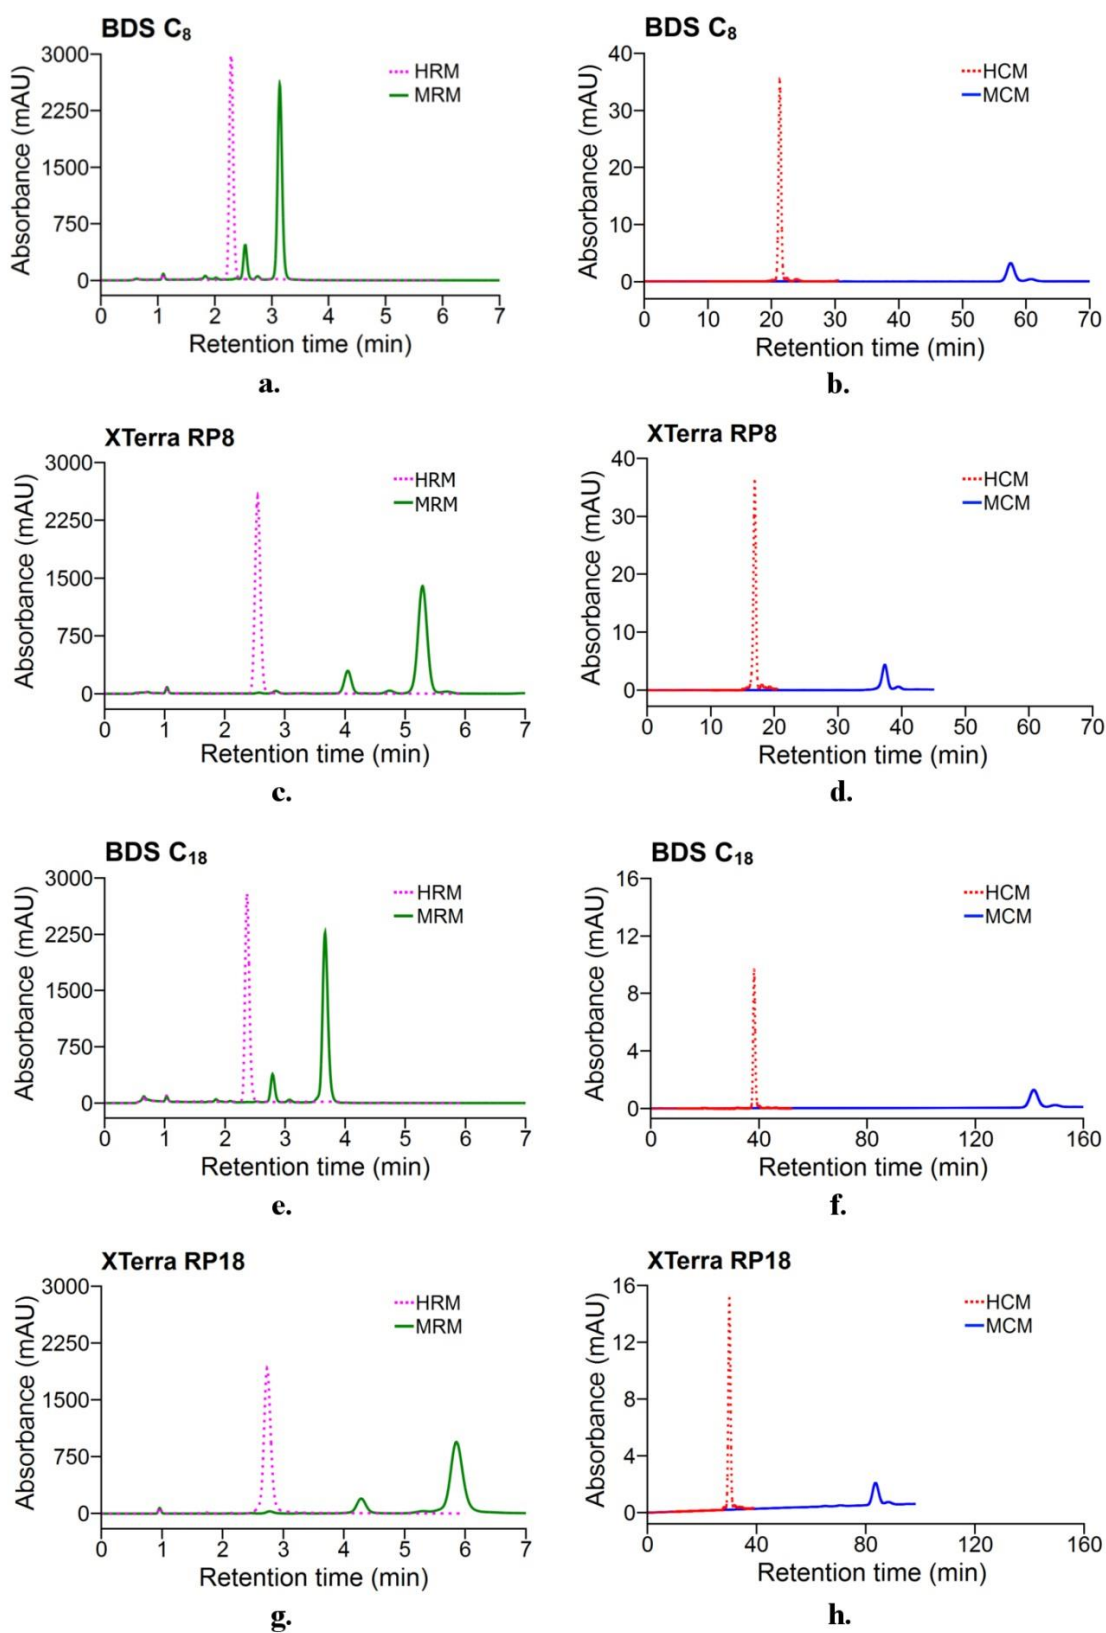 BDS C₈
Absorbance (mAU)
3000
2250
1500
750
0
HRM
MRM
0 1 2 3 4 5 6 7
Retention time (min)
a.
BDS C₈
Absorbance (mAU)
40
30
20
10
0
HCM
MCM
0 10 20 30 40 50 60 70
Retention time (min)
b.
XTerra RP8
Absorbance (mAU)
3000
2250
1500
750
0
HRM
MRM
0 1 2 3 4 5 6 7
Retention time (min)
c.
XTerra RP8
Absorbance (mAU)
40
30
20
10
0
HCM
MCM
0 10 20 30 40 50 60 70
Retention time (min)
d.
BDS C₁₈
Absorbance (mAU)
3000
2250
1500
750
0
HRM
MRM
0 1 2 3 4 5 6 7
Retention time (min)
e.
BDS C₁₈
Absorbance (mAU)
16
12
8
4
0
HCM
MCM
0 40 80 120 160
Retention time (min)
f.
XTerra RP18
Absorbance (mAU)
3000
2250
1500
750
0
HRM
MRM
0 1 2 3 4 5 6 7
Retention time (min)
g.
XTerra RP18
Absorbance (mAU)
16
12
8
4
0
HCM
MCM
0 40 80 120 160
Retention time (min)
h.